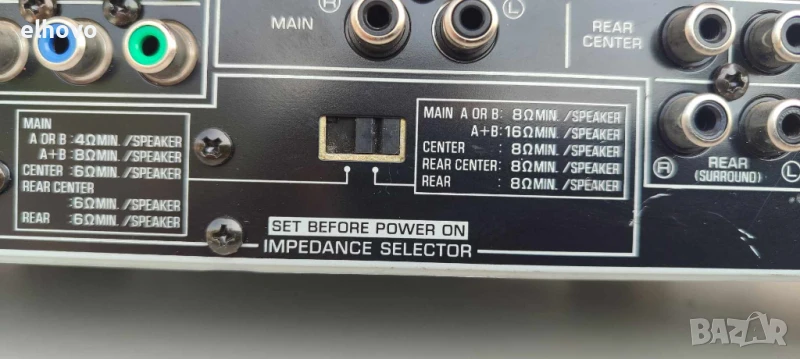 elhovo
MAIN
R
L
REAR
CENTER
MAIN
A OR B :4ΩMIN. /SPEAKER
A+B :8ΩMIN. /SPEAKER
CENTER :6ΩMIN. /SPEAKER
REAR CENTER
:6ΩMIN. /SPEAKER
REAR :6ΩMIN. /SPEAKER
MAIN A OR B: 8ΩMIN. /SPEAKER
A+B: 16ΩMIN. /SPEAKER
CENTER : 8ΩMIN. /SPEAKER
REAR CENTER : 8ΩMIN. /SPEAKER
REAR : 8ΩMIN. /SPEAKER
R
REAR
(SURROUND)
L
SET BEFORE POWER ON
IMPEDANCE SELECTOR
BAZAR